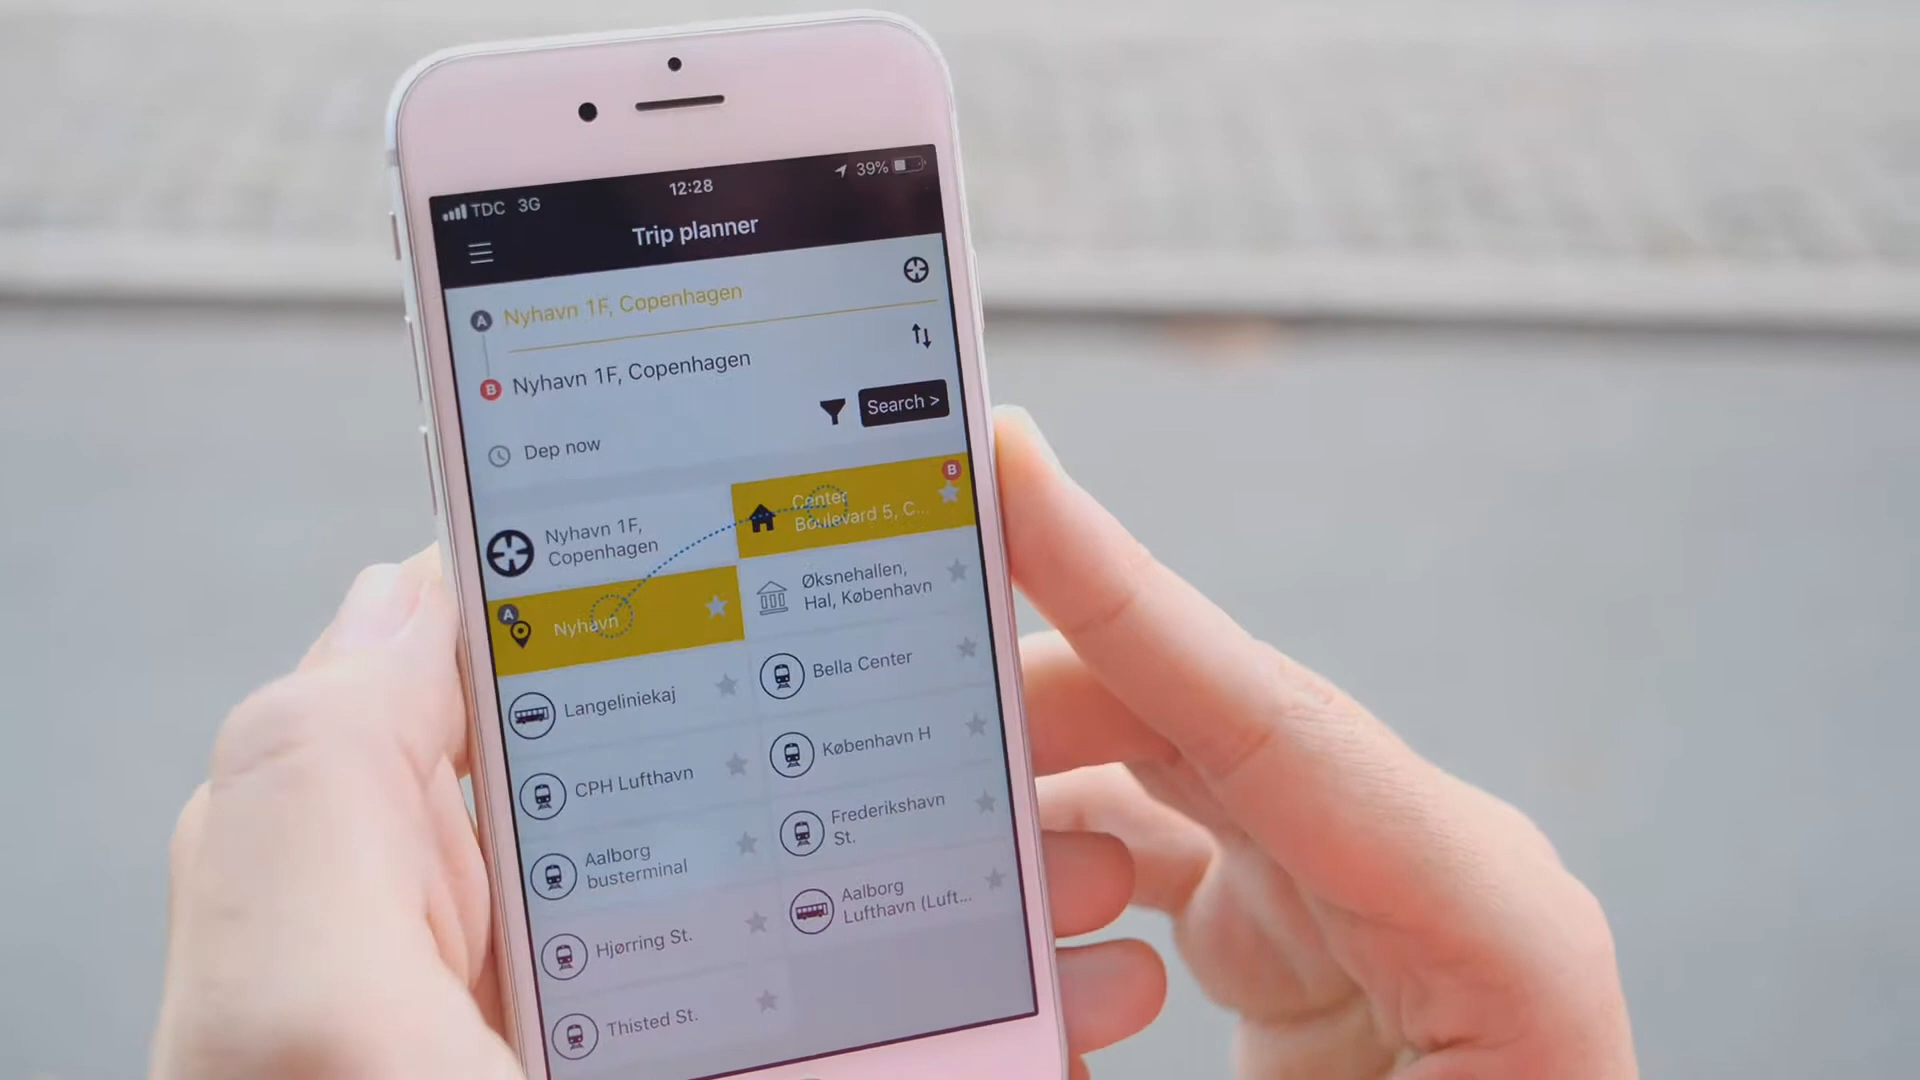 TDC 3G
12:28
39%
Trip planner
A
Nyhavn 1F, Copenhagen
B
Nyhavn 1F, Copenhagen
Search >
Dep now
Nyhavn 1F,
Copenhagen
B
Center
Boulevard 5, C...
A
Nyhavn
Øksnehallen,
Hal, København
Langeliniekaj
Bella Center
CPH Lufthavn
København H
Aalborg
busterminal
Frederikshavn
St.
Hjørring St.
Aalborg
Lufthavn (Luft...
Thisted St.